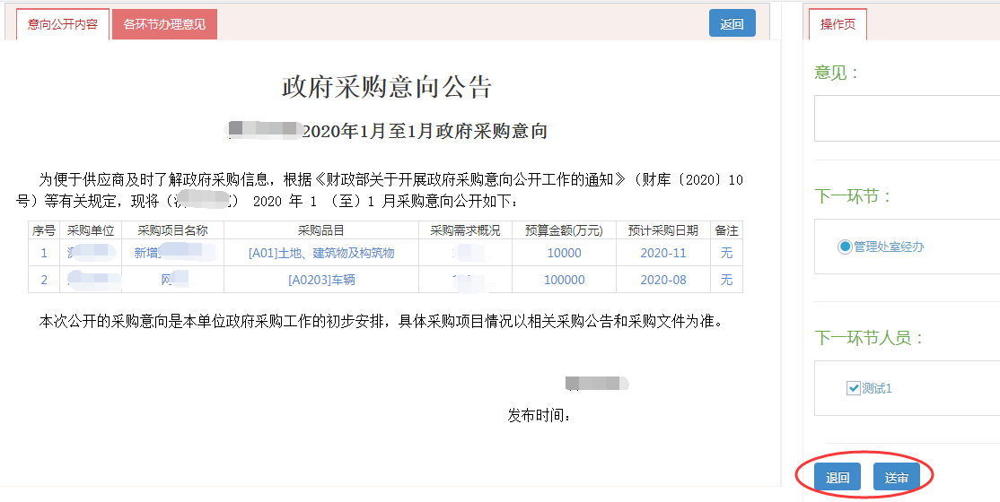 意向公开内容 各环节办理意见 返回
政府采购意向公告
2020年1月至1月政府采购意向
为便于供应商及时了解政府采购信息，根据《财政部关于开展政府采购意向公开工作的通知》（财库〔2020〕10
号）等有关规定，现将（ ） 2020 年 1 （至）1 月采购意向公开如下：
序号 采购单位 采购项目名称 采购品目 采购需求概况 预算金额(万元) 预计采购日期 备注
1 新增 [A01]土地、建筑物及构筑物 10000 2020-11 无
2 网 [A0203]车辆 100000 2020-08 无
本次公开的采购意向是本单位政府采购工作的初步安排，具体采购项目情况以相关采购公告和采购文件为准。
发布时间：
操作页
意见：
下一环节：
管理处室经办
下一环节人员：
测试1
退回 送审